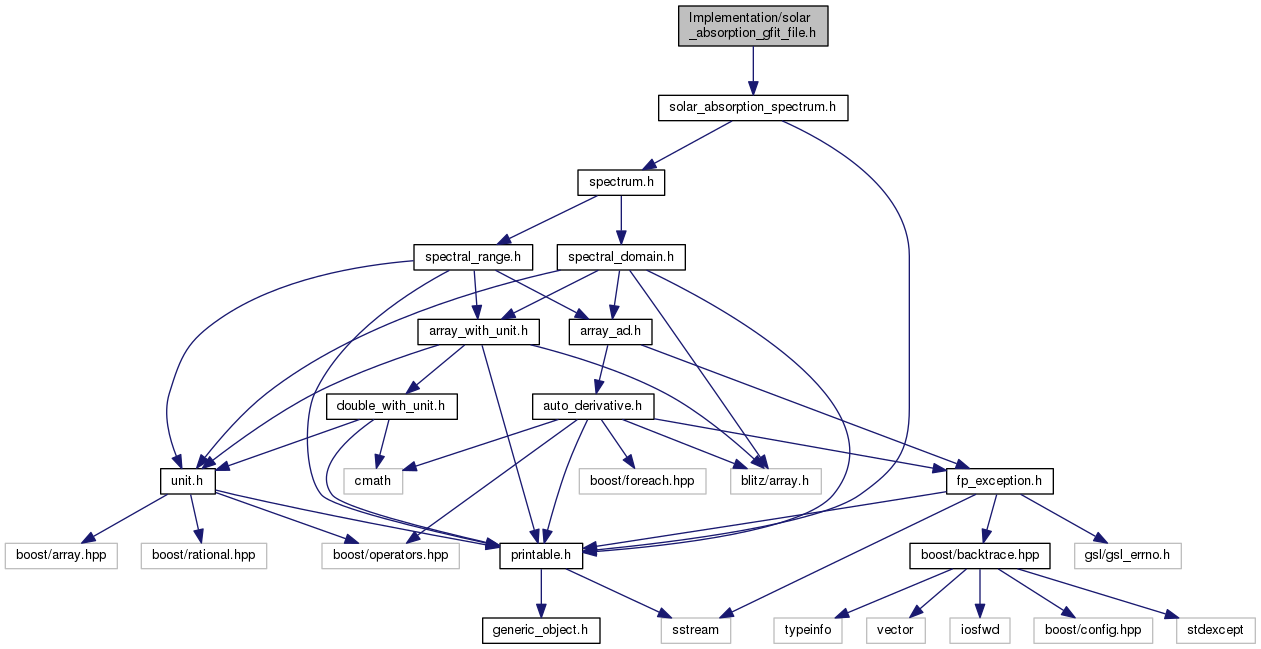 Implementation/solar
_absorption_gfit_file.h
solar_absorption_spectrum.h
spectrum.h
spectral_range.h
spectral_domain.h
array_with_unit.h
array_ad.h
double_with_unit.h
auto_derivative.h
unit.h
cmath
boost/foreach.hpp
blitz/array.h
fp_exception.h
boost/array.hpp
boost/rational.hpp
boost/operators.hpp
printable.h
boost/backtrace.hpp
gsl/gsl_errno.h
generic_object.h
sstream
typeinfo
vector
iosfwd
boost/config.hpp
stdexcept